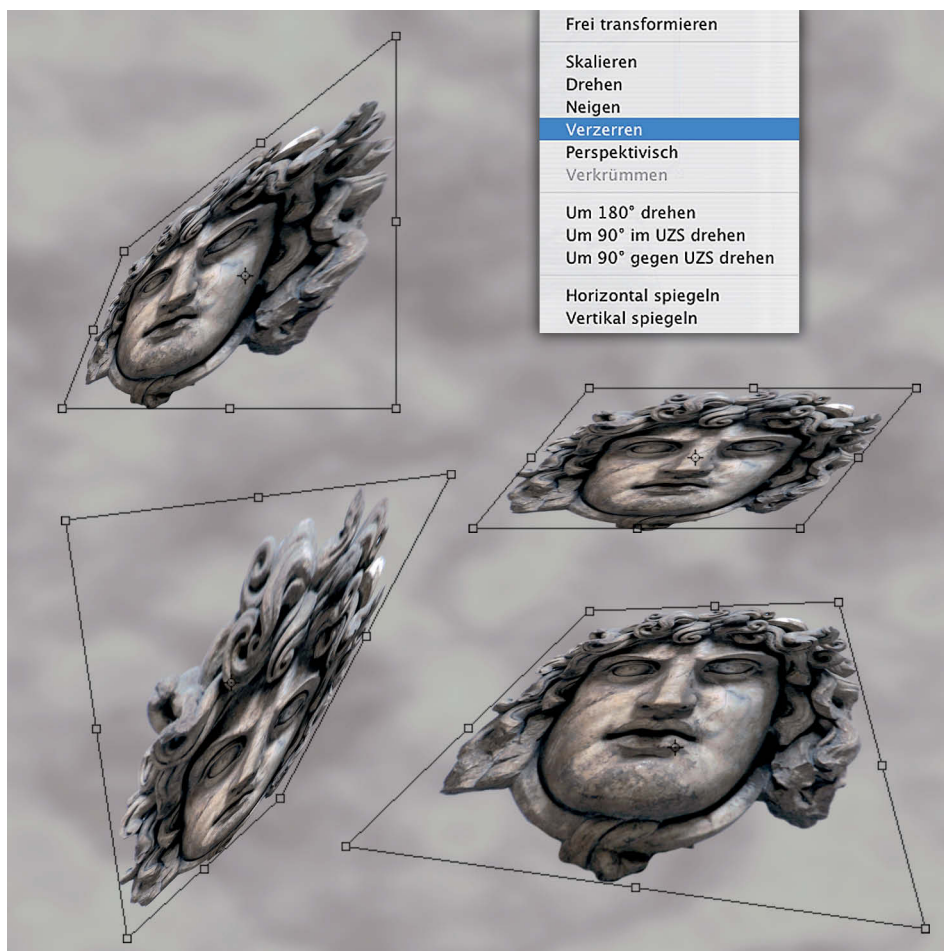 Frei transformieren
Skalieren
Drehen
Neigen
Verzerren
Perspektivisch
Verkrümmen
Um 180° drehen
Um 90° im UZS drehen
Um 90° gegen UZS drehen
Horizontal spiegeln
Vertikal spiegeln